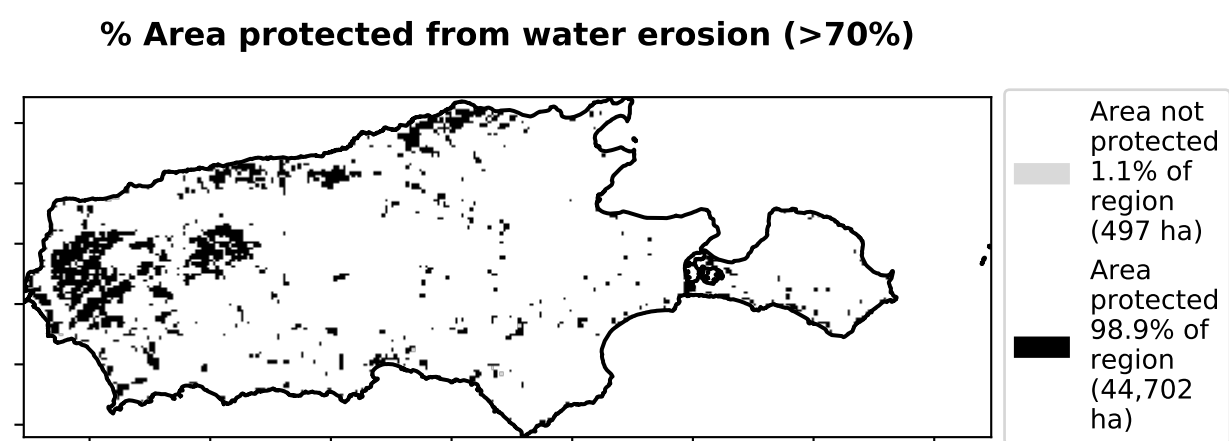 % Area protected from water erosion (>70%)
Area not
protected
1.1% of
region
(497 ha)
Area
protected
98.9% of
region
(44,702
ha)